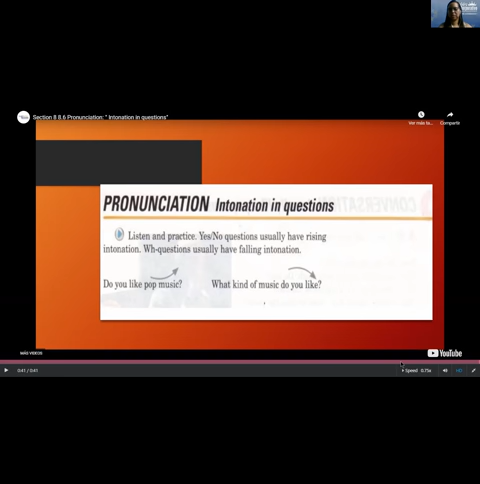 Section 8 8.6 Pronunciation: " Intonation in questions"
Ver más ta...
Compartir
PRONUNCIATION Intonation in questions
Listen and practice. Yes/No questions usually have rising
intonation. Wh-questions usually have falling intonation.
Do you like pop music?
What kind of music do you like?
MÁS VIDEOS
YouTube
0:41 / 0:41
Speed 0.75x